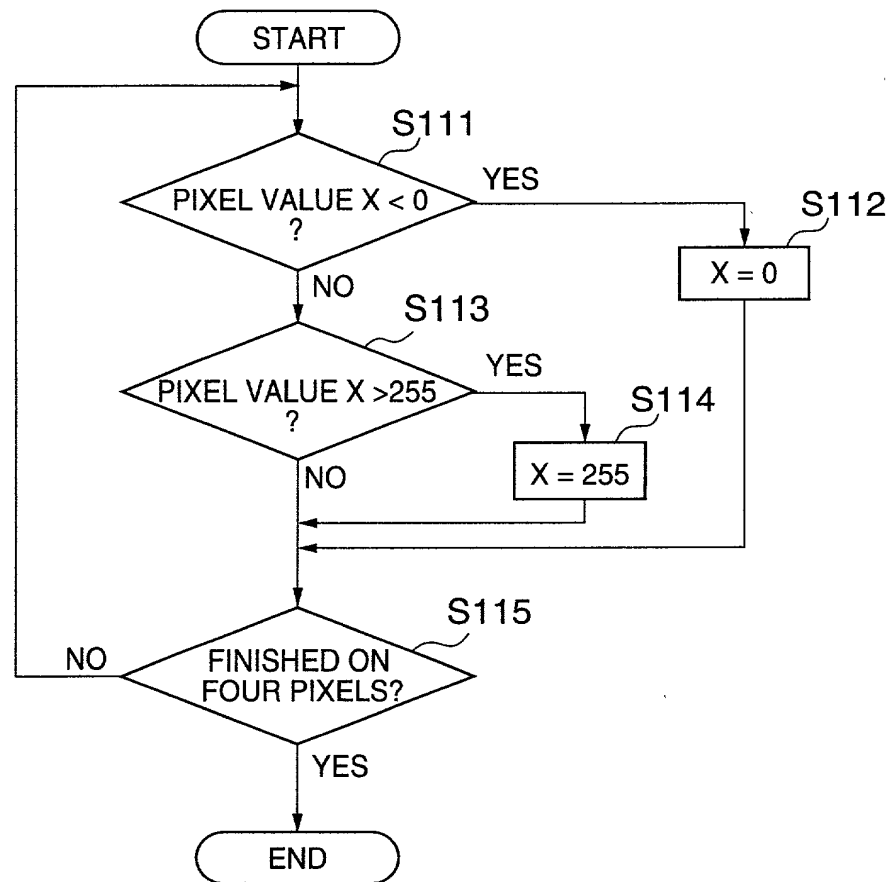 START
S111
PIXEL VALUE X < 0
?
YES
S112
X = 0
NO
S113
PIXEL VALUE X >255
?
YES
S114
X = 255
NO
S115
FINISHED ON
FOUR PIXELS?
NO
YES
END